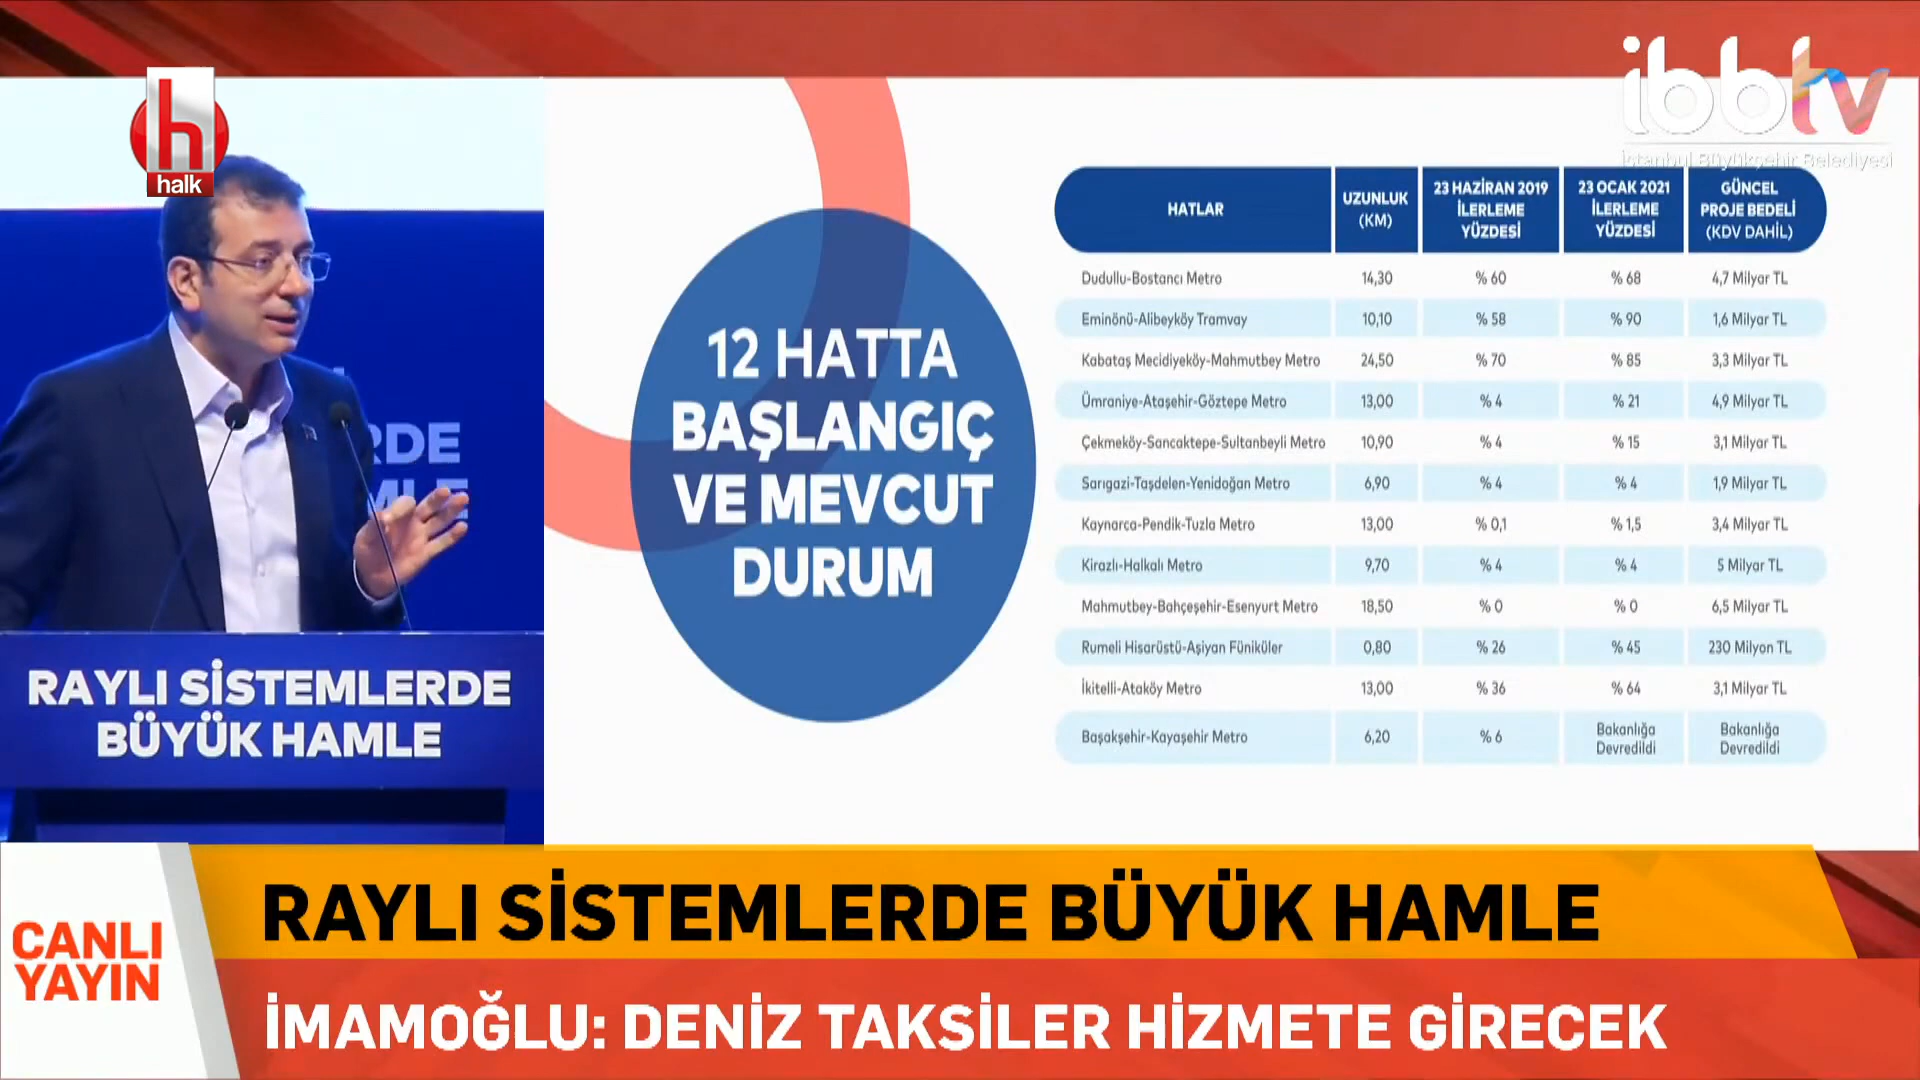 h
halk
ibbtv
İstanbul Büyükşehir Belediyesi
RDE
MLE
RAYLI SİSTEMLERDE
BÜYÜK HAMLE
12 HATTA
BAŞLANGIÇ
VE MEVCUT
DURUM
HATLAR UZUNLUK (KM) 23 HAZİRAN 2019 İLERLEME YÜZDESİ 23 OCAK 2021 İLERLEME YÜZDESİ GÜNCEL PROJE BEDELİ (KDV DAHİL)
Dudullu-Bostancı Metro 14,30 % 60 % 68 4,7 Milyar TL
Eminönü-Alibeyköy Tramvay 10,10 % 58 % 90 1,6 Milyar TL
Kabataş Mecidiyeköy-Mahmutbey Metro 24,50 % 70 % 85 3,3 Milyar TL
Ümraniye-Ataşehir-Göztepe Metro 13,00 % 4 % 21 4,9 Milyar TL
Çekmeköy-Sancaktepe-Sultanbeyli Metro 10,90 % 4 % 15 3,1 Milyar TL
Sarıgazi-Taşdelen-Yenidoğan Metro 6,90 % 4 % 4 1,9 Milyar TL
Kaynarca-Pendik-Tuzla Metro 13,00 % 0,1 % 1,5 3,4 Milyar TL
Kirazlı-Halkalı Metro 9,70 % 4 % 4 5 Milyar TL
Mahmutbey-Bahçeşehir-Esenyurt Metro 18,50 % 0 % 0 6,5 Milyar TL
Rumeli Hisarüstü-Aşiyan Füniküler 0,80 % 26 % 45 230 Milyon TL
İkitelli-Ataköy Metro 13,00 % 36 % 64 3,1 Milyar TL
Başakşehir-Kayaşehir Metro 6,20 % 6 Bakanlığa Devredildi Bakanlığa Devredildi
CANLI
YAYIN
RAYLI SİSTEMLERDE BÜYÜK HAMLE
İMAMOĞLU: DENİZ TAKSİLER HİZMETE GİRECEK